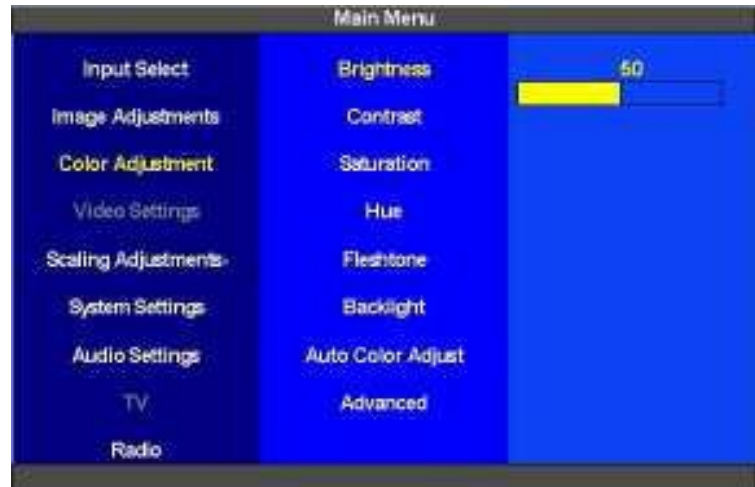 Main Menu
Input Select
Image Adjustments
Color Adjustment
Video Settings
Scaling Adjustments
System Settings
Audio Settings
TV
Radio
Brightness
Contrast
Saturation
Hue
Fleshtone
Backlight
Auto Color Adjust
Advanced
50